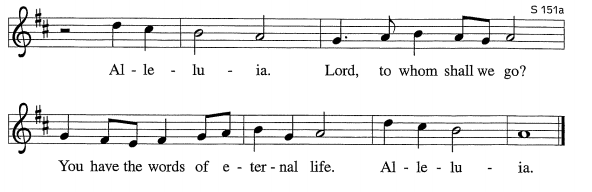 S 151a
Al - le - lu - ia. Lord, to whom shall we go?
You have the words of e - ter - nal life. Al - le - lu - ia.